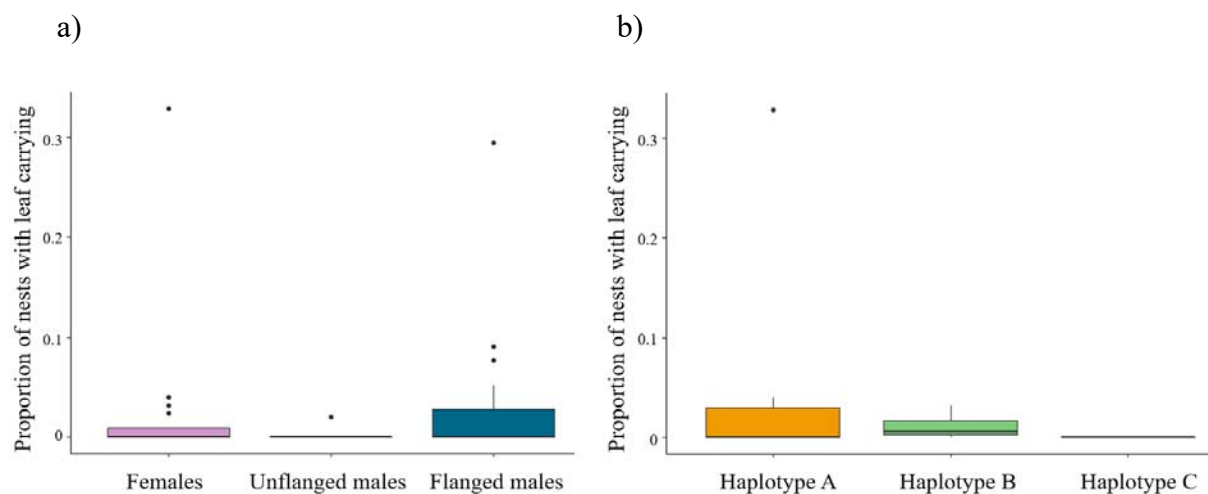 a)
Proportion of nests with leaf carrying
0.3
0.2
0.1
0
Females Unflanged males Flanged males
b)
Proportion of nests with leaf carrying
0.3
0.2
0.1
0
Haplotype A Haplotype B Haplotype C